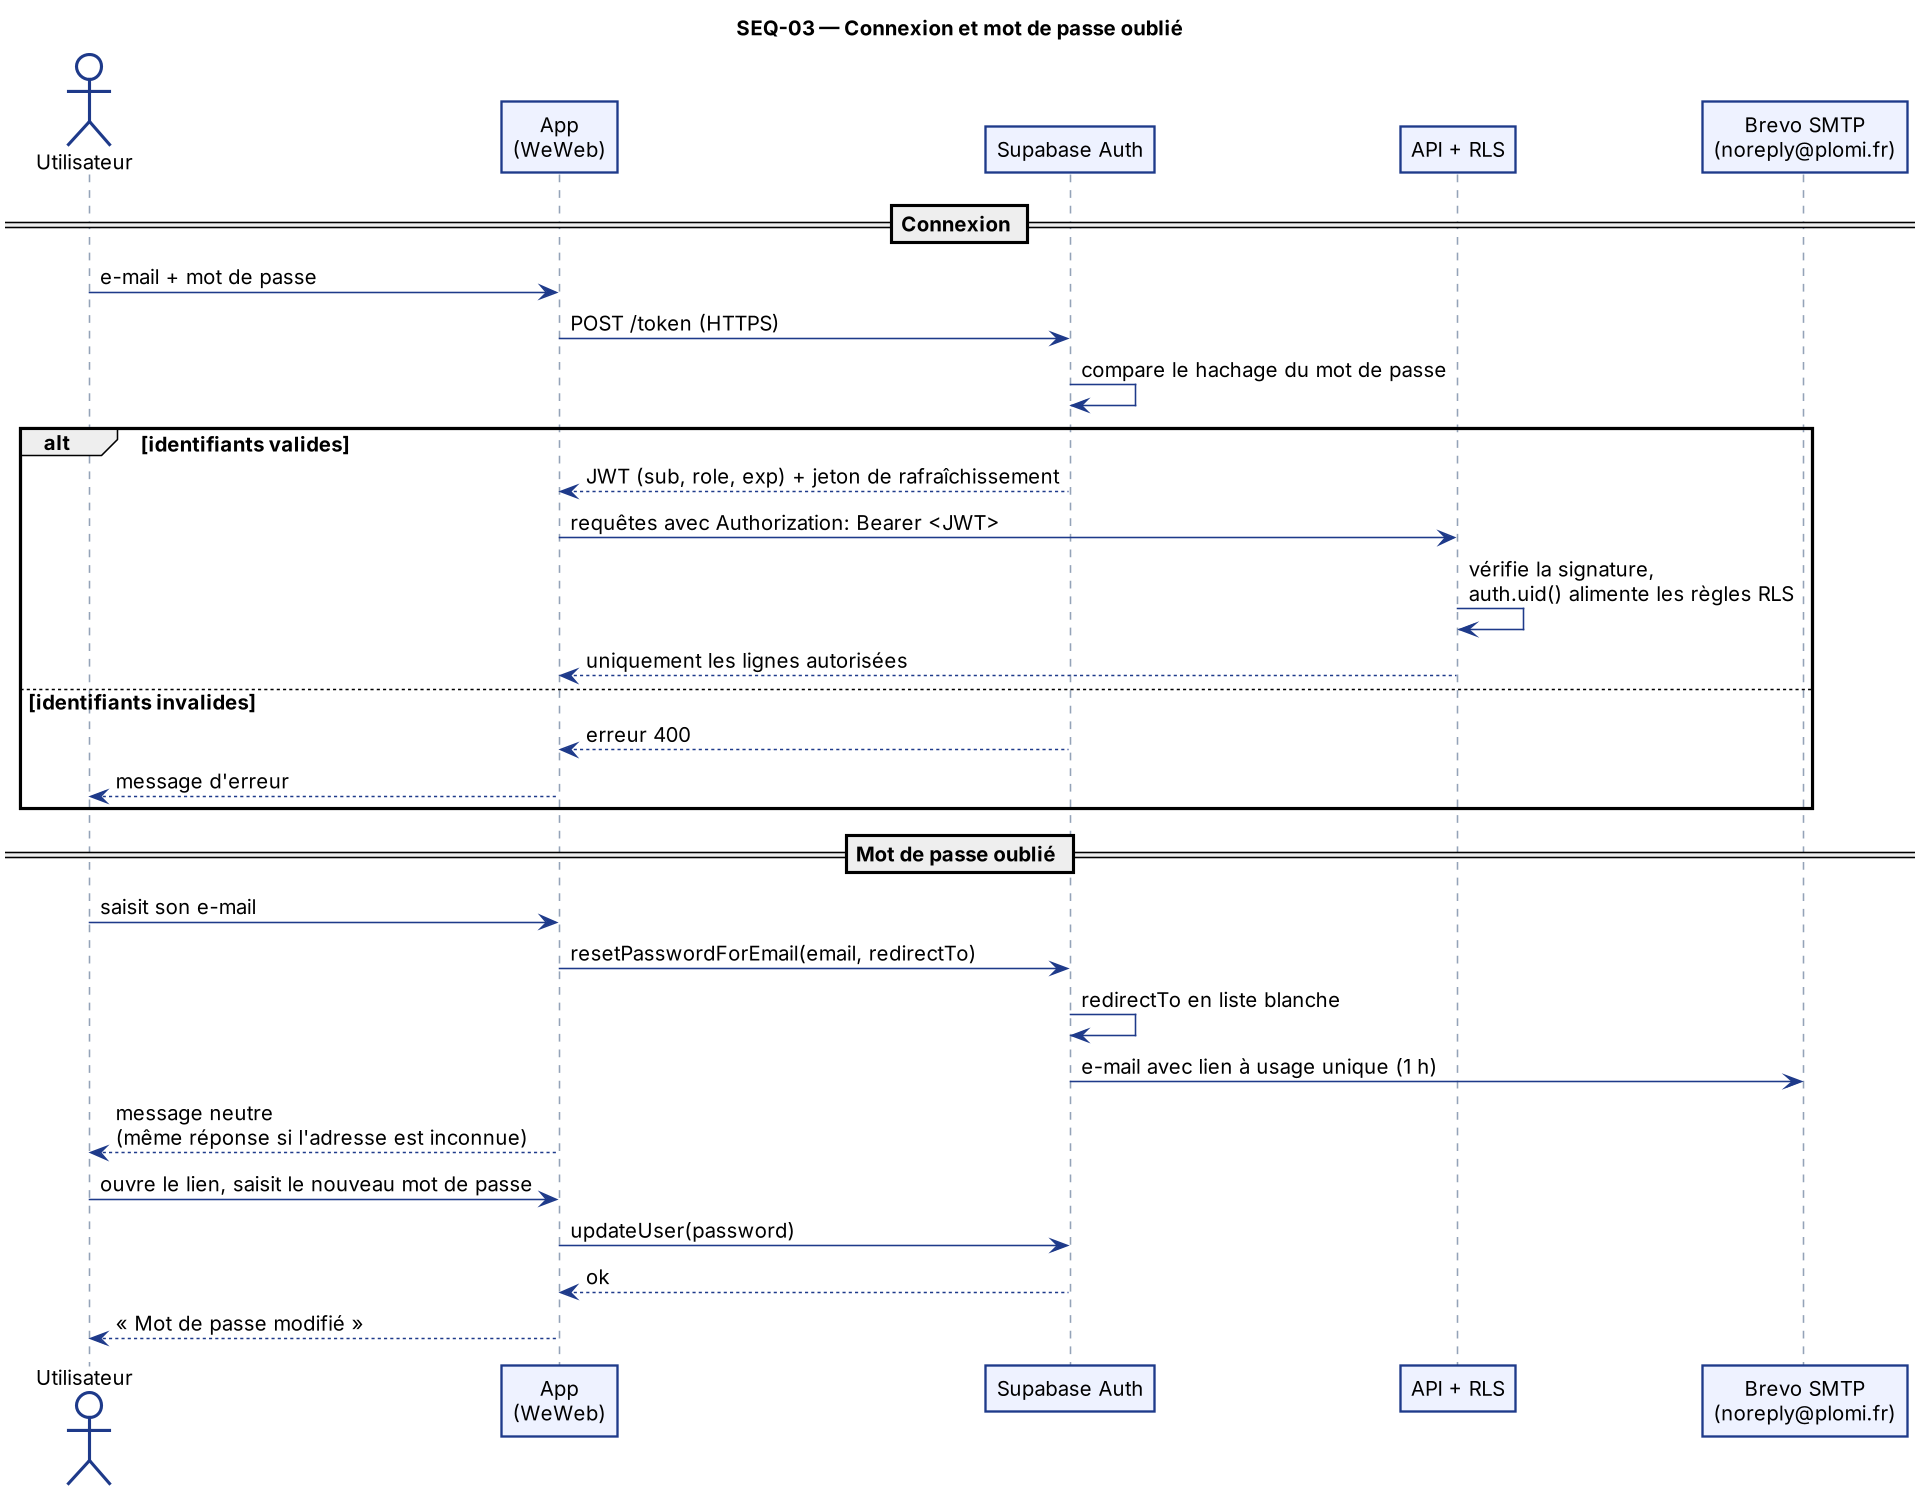 SEQ-03 — Connexion et mot de passe oublié
Utilisateur
App
(WeWeb)
Supabase Auth
API + RLS
Brevo SMTP
(noreply@plomi.fr)
Connexion
e-mail + mot de passe
POST /token (HTTPS)
compare le hachage du mot de passe
alt
[identifiants valides]
JWT (sub, role, exp) + jeton de rafraîchissement
requêtes avec Authorization: Bearer <JWT>
vérifie la signature,
auth.uid() alimente les règles RLS
uniquement les lignes autorisées
[identifiants invalides]
erreur 400
message d'erreur
Mot de passe oublié
saisit son e-mail
resetPasswordForEmail(email, redirectTo)
redirectTo en liste blanche
e-mail avec lien à usage unique (1 h)
message neutre
(même réponse si l'adresse est inconnue)
ouvre le lien, saisit le nouveau mot de passe
updateUser(password)
ok
« Mot de passe modifié »
Utilisateur
App
(WeWeb)
Supabase Auth
API + RLS
Brevo SMTP
(noreply@plomi.fr)